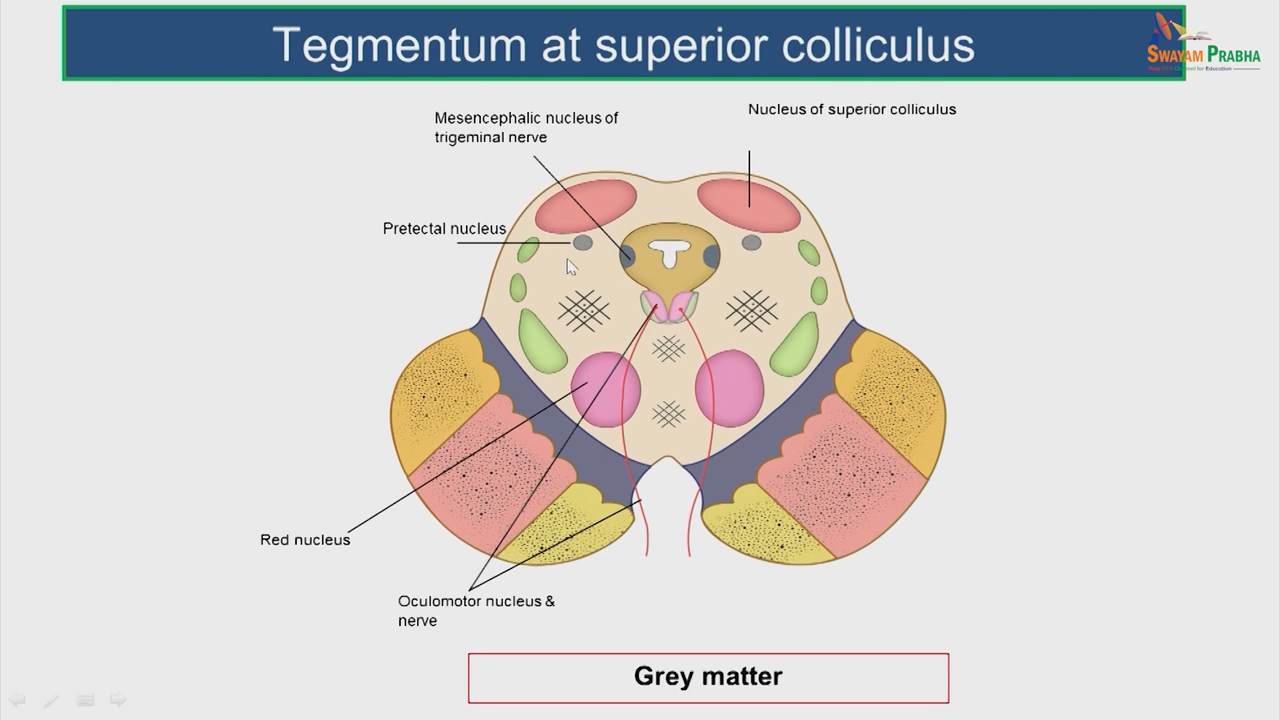 Tegmentum at superior colliculus
SWAYAM PRABHA
Mesencephalic nucleus of
trigeminal nerve
Nucleus of superior colliculus
Pretectal nucleus
Red nucleus
Oculomotor nucleus &
nerve
Grey matter